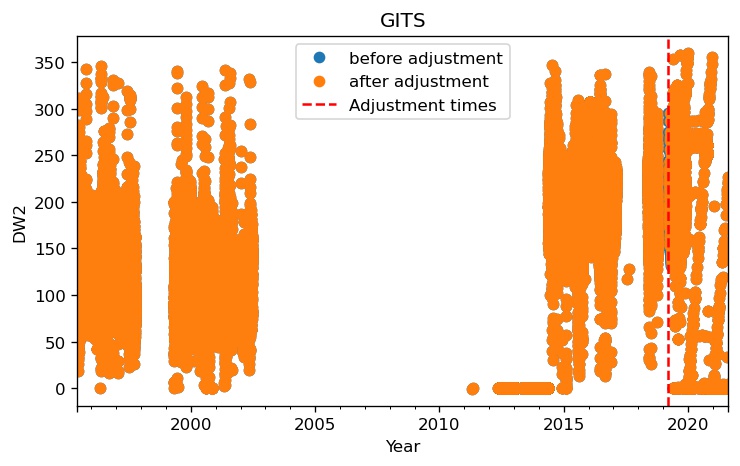 GITS
before adjustment
after adjustment
Adjustment times
DW2
350
300
250
200
150
100
50
0
2000 2005 2010 2015 2020
Year